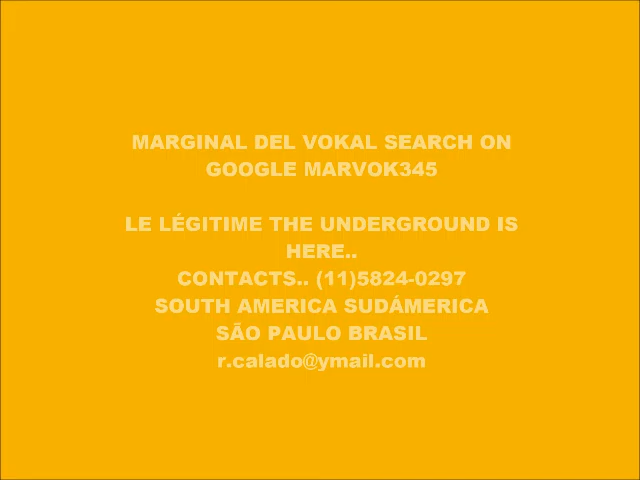 MARGINAL DEL VOKAL SEARCH ON
GOOGLE MARVOK345
LE LÉGITIME THE UNDERGROUND IS
HERE..
CONTACTS.. (11)5824-0297
SOUTH AMERICA SUDÁMERICA
SÃO PAULO BRASIL
r.calado@ymail.com